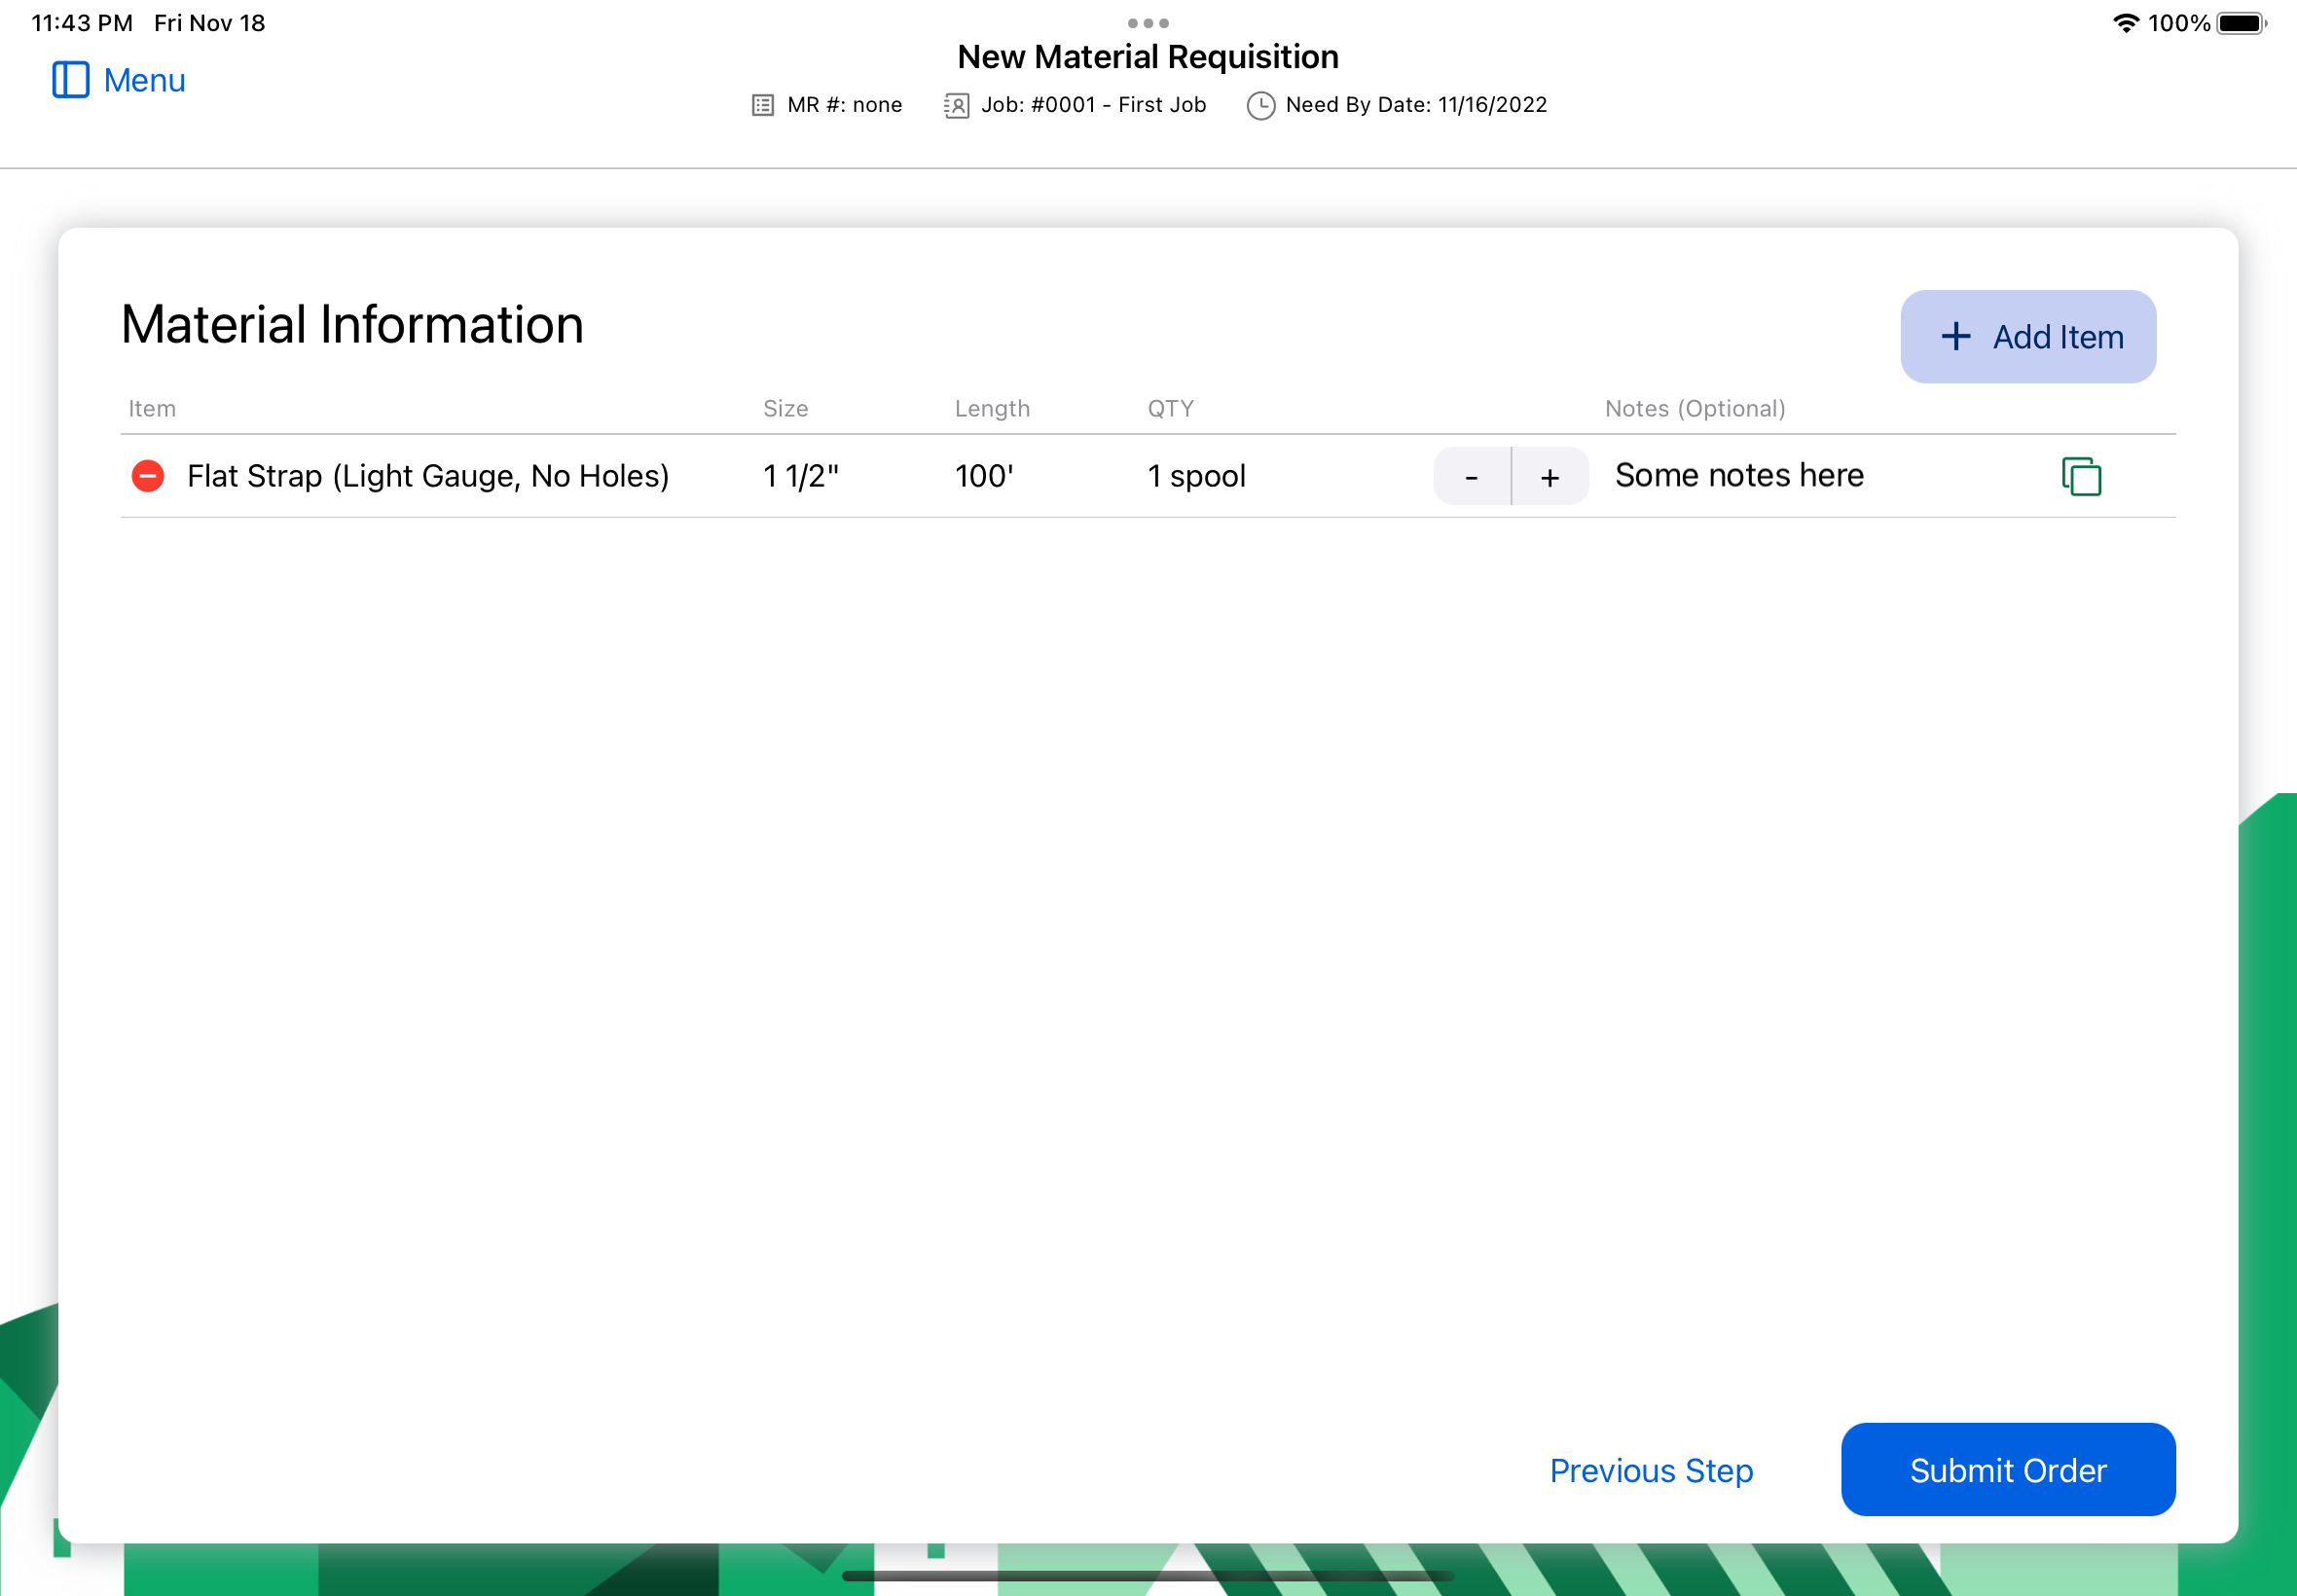 11:43 PM Fri Nov 18
100%
New Material Requisition
Menu
MR #: none Job: #0001 - First Job Need By Date: 11/16/2022
Material Information
+ Add Item
Item Size Length QTY Notes (Optional)
Flat Strap (Light Gauge, No Holes) 1 1/2" 100' 1 spool - + Some notes here
Previous Step Submit Order